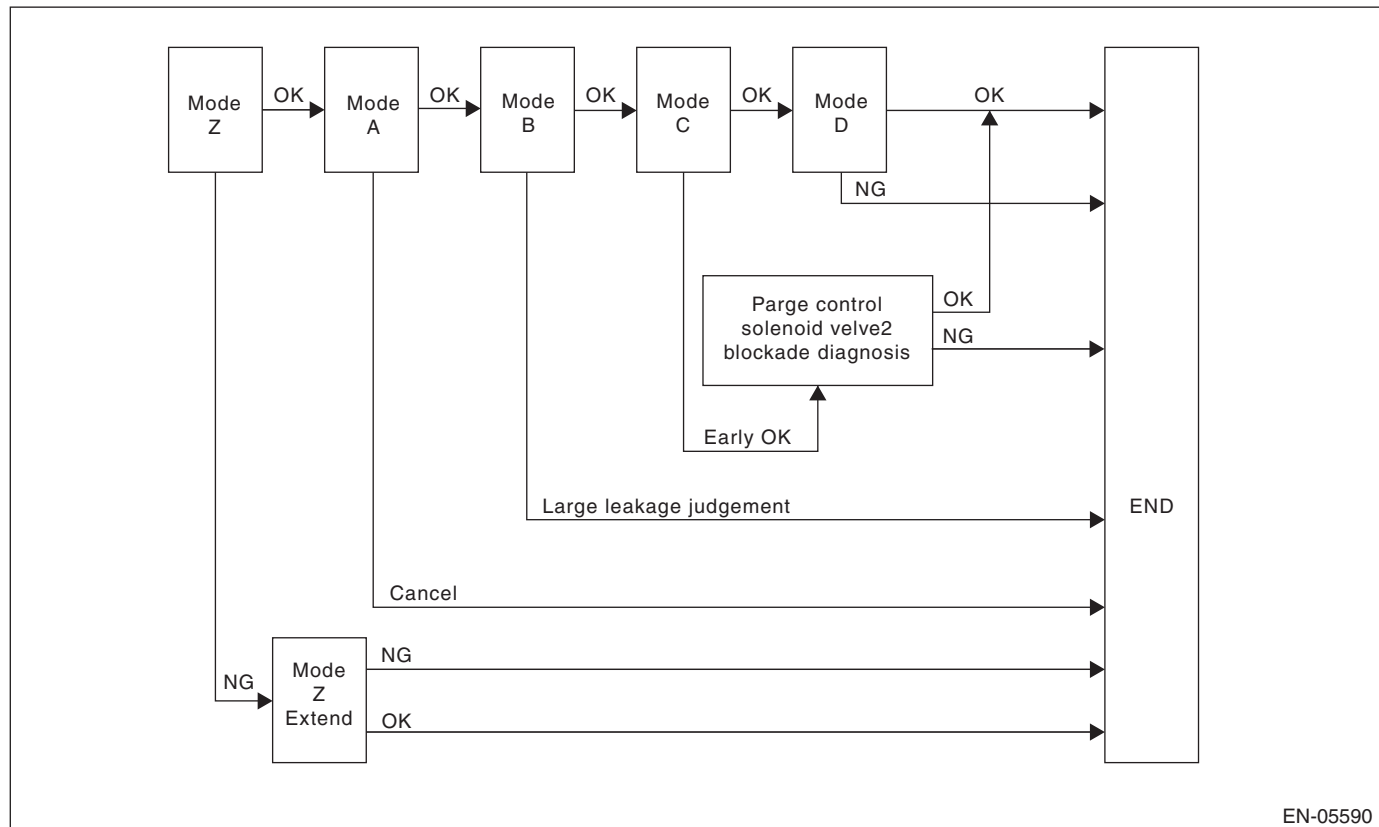 Mode
Z
OK
Mode
A
OK
Mode
B
OK
Mode
C
OK
Mode
D
OK
NG
Parge control
solenoid velve2
blockade diagnosis
OK
NG
Early OK
Large leakage judgement
END
Cancel
NG
Mode
Z
Extend
NG
OK
EN-05590